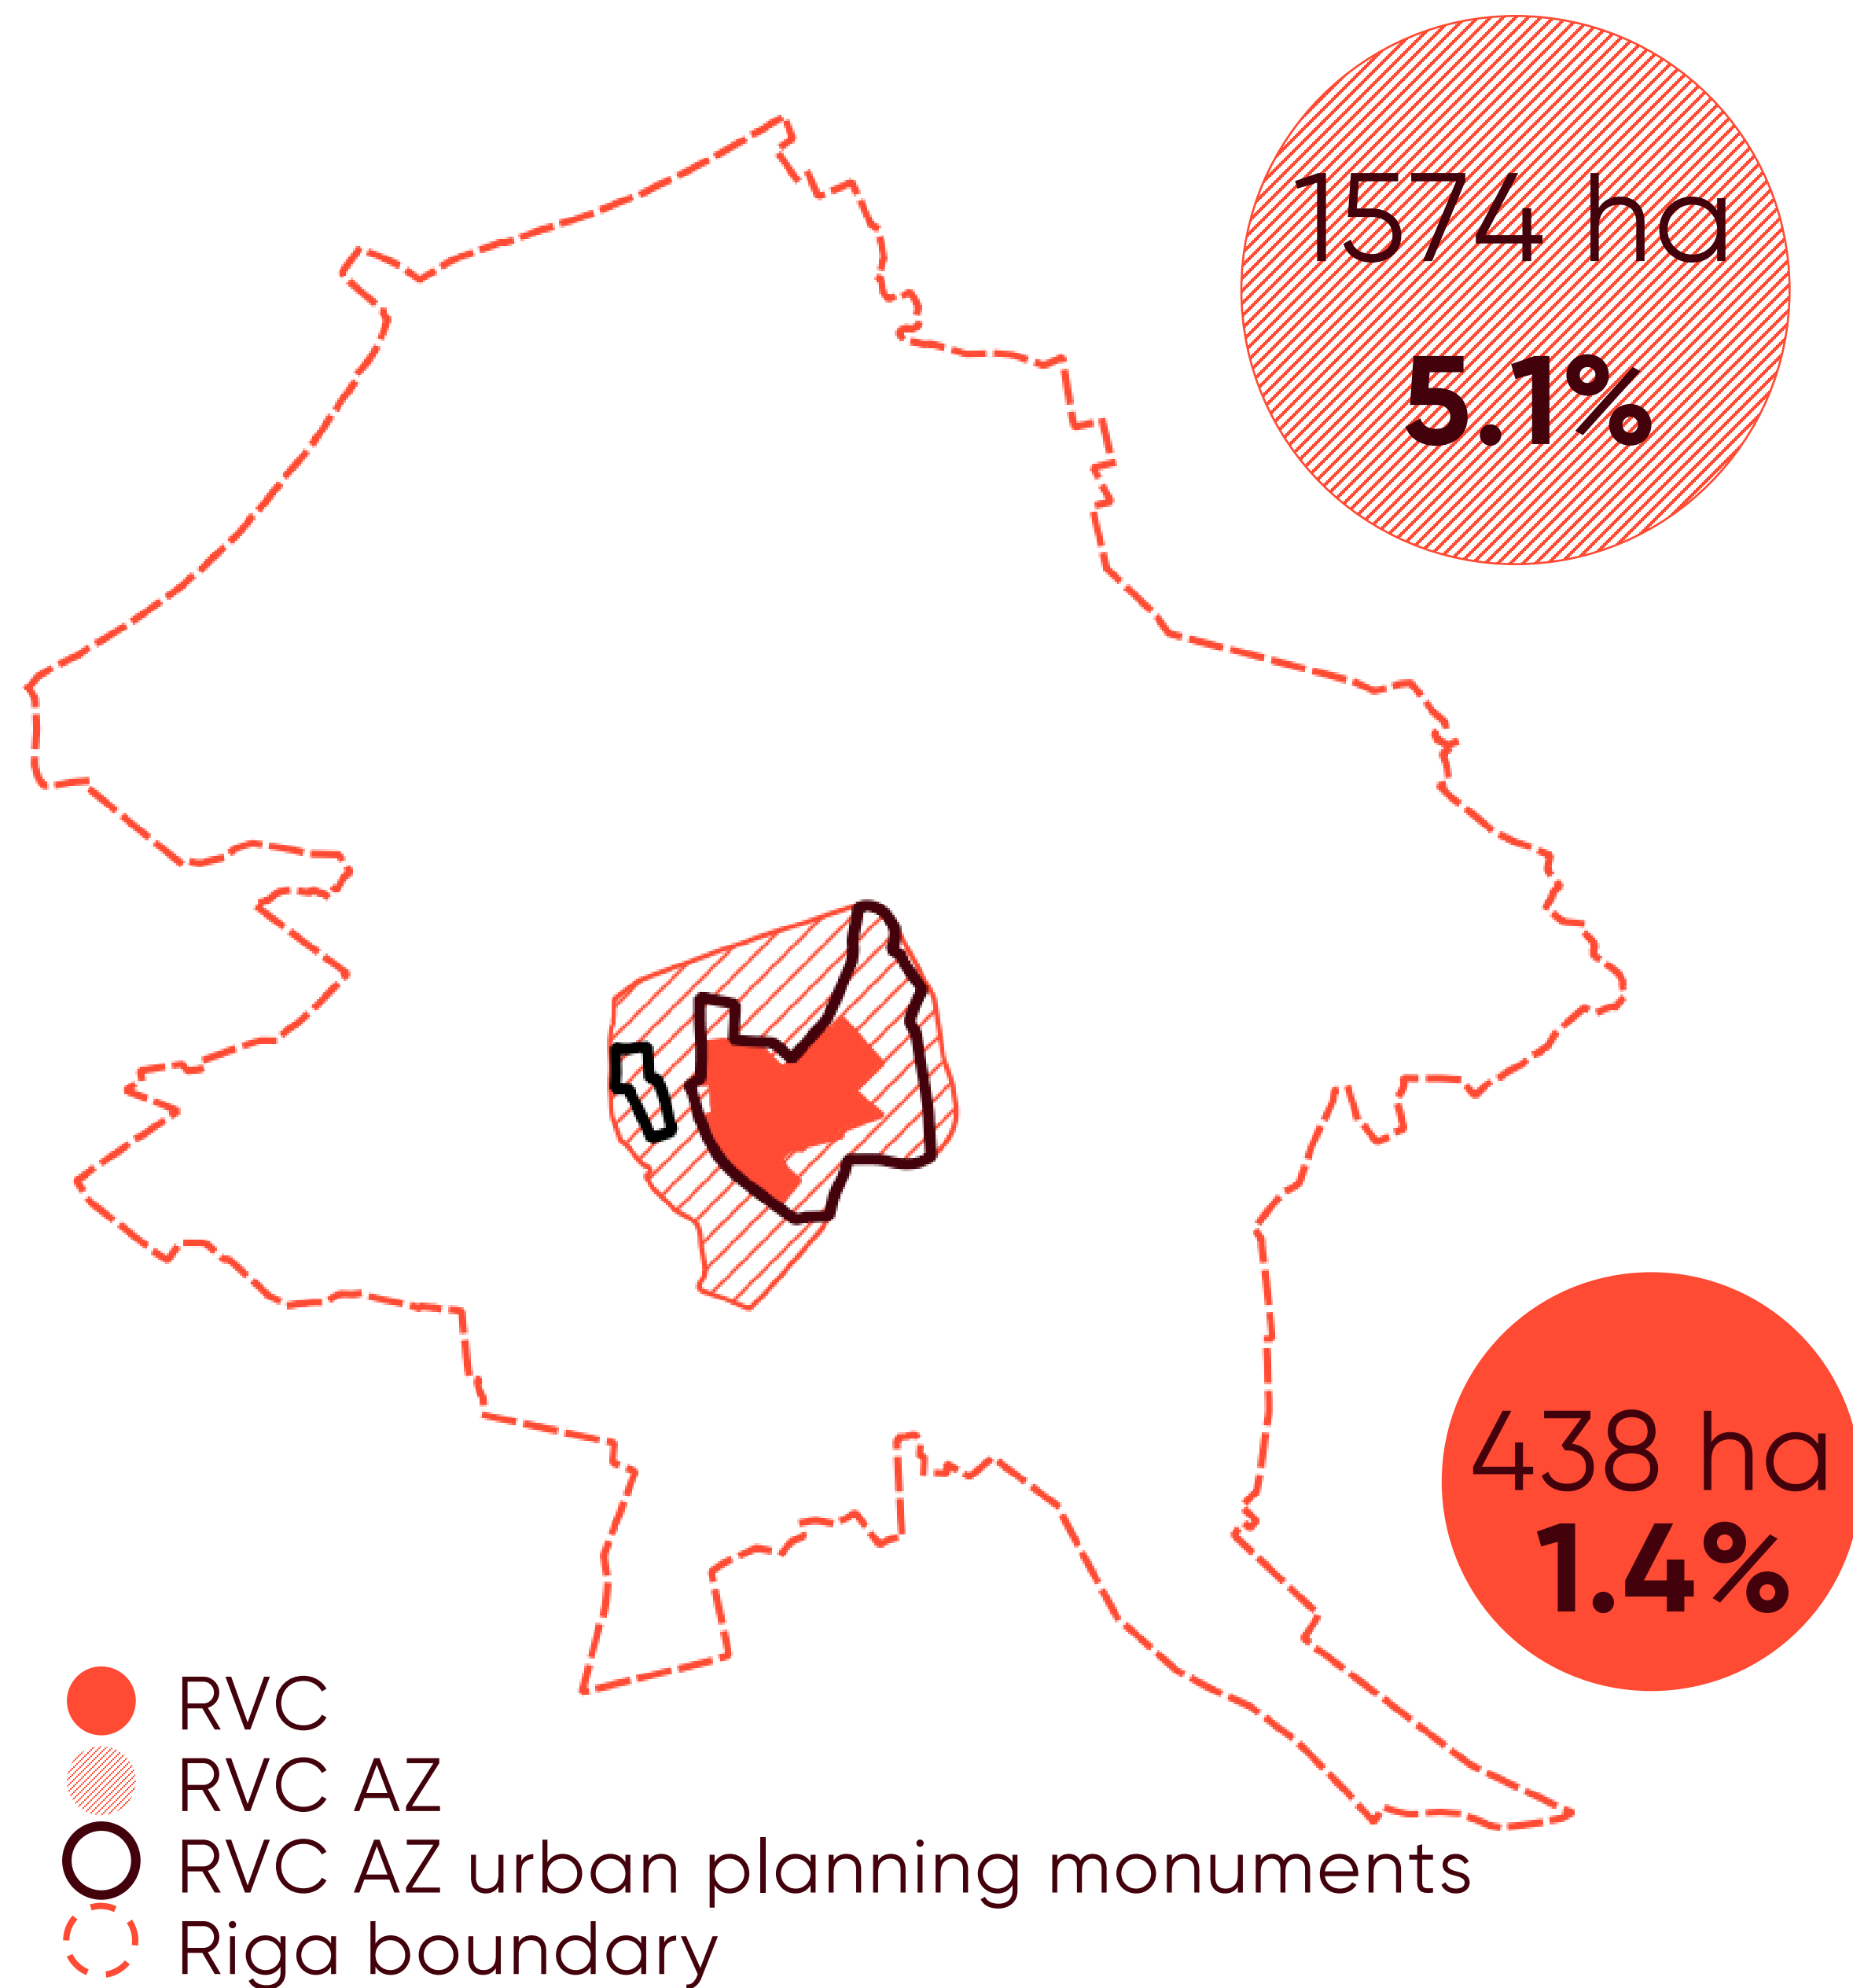 1574 ha
5.1%
438 ha
1.4%
RVC
RVC AZ
RVC AZ urban planning monuments
Riga boundary